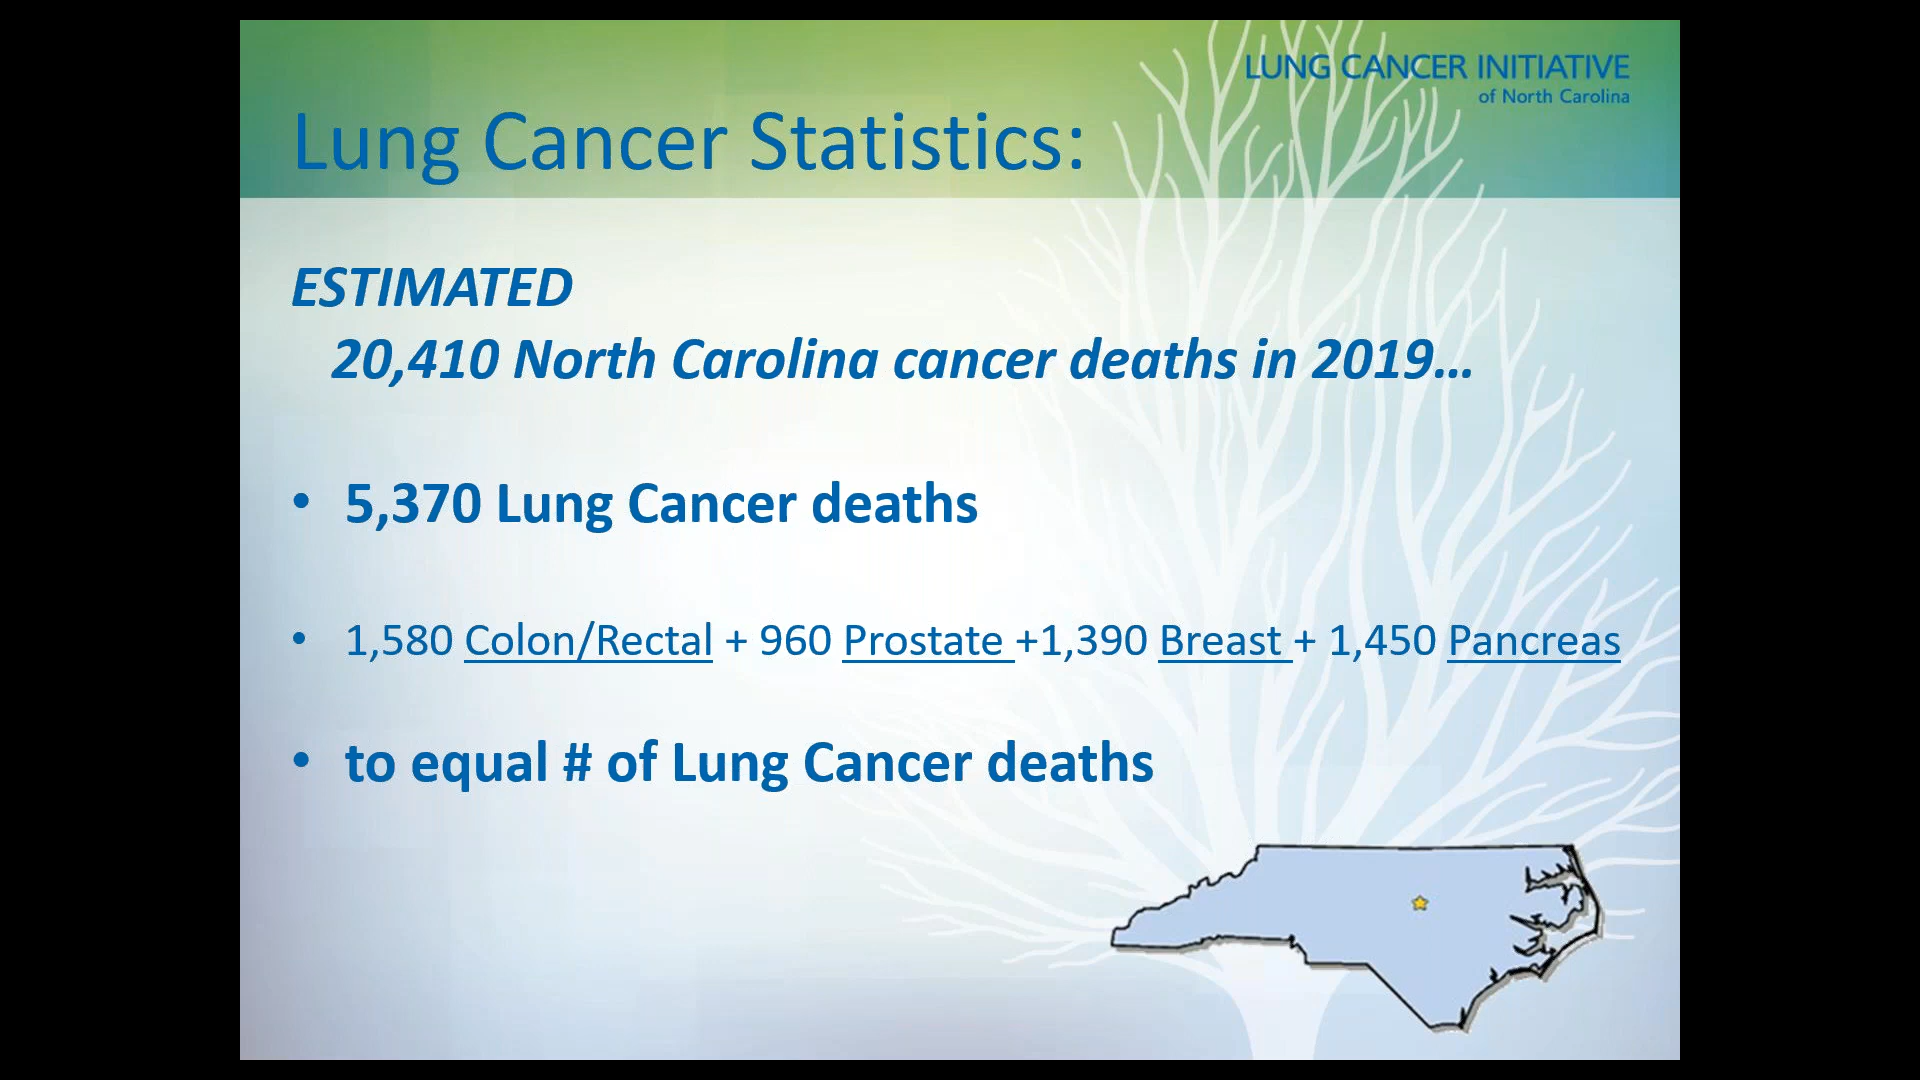 LUNG CANCER INITIATIVE
of North Carolina
Lung Cancer Statistics:
ESTIMATED
20,410 North Carolina cancer deaths in 2019...
• 5,370 Lung Cancer deaths
• 1,580 Colon/Rectal + 960 Prostate +1,390 Breast + 1,450 Pancreas
• to equal # of Lung Cancer deaths